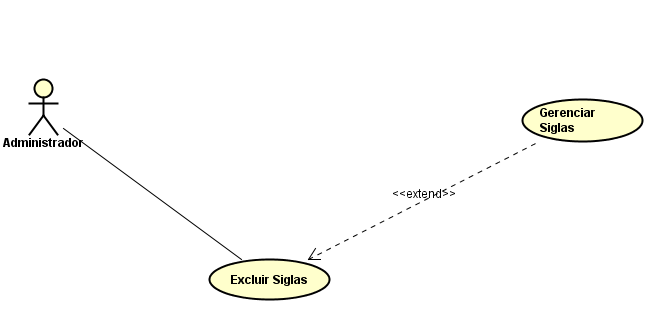 Gerenciar
Siglas
Administrador
<<extend>>
Excluir Siglas